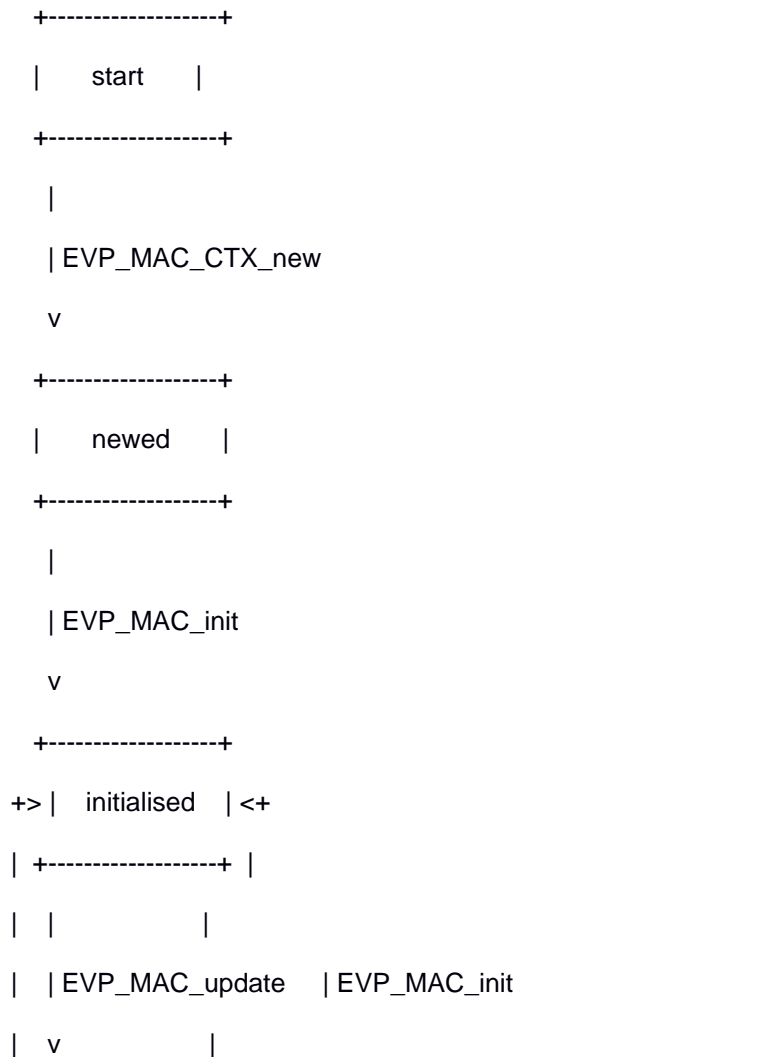 +-------------------+
| start |
+-------------------+
|
| EVP_MAC_CTX_new
v
+-------------------+
| newed |
+-------------------+
|
| EVP_MAC_init
v
+-------------------+
+> | initialised | <+
| +-------------------+ |
| | |
| | EVP_MAC_update | EVP_MAC_init
| v |